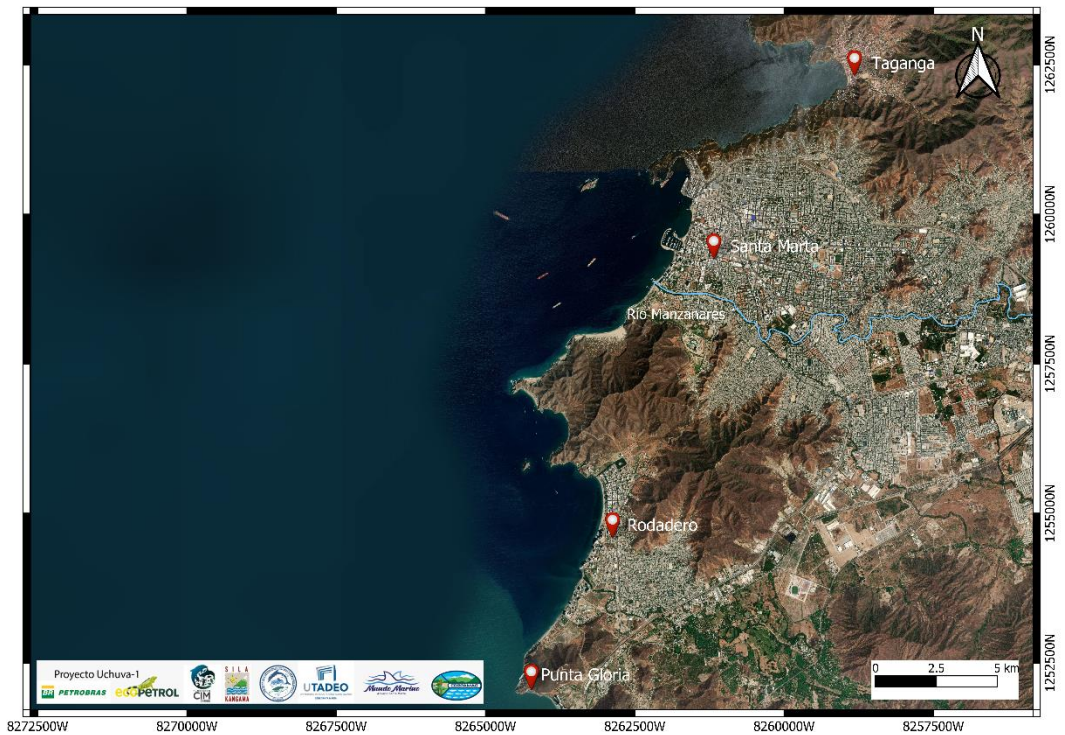 N
Taganga
1262500N
1260000N
Santa Marta
Río Manzanares
1257500N
1255000N
Rodadero
1252500N
Punta Gloria
0 2.5 5 km
Proyecto Uchuva-1
BR PETROBRAS
ecoPETROL
CIM
SILA
KANGAMA
UTADEO
Mundo Marino
8272500W 8270000W 8267500W 8265000W 8262500W 8260000W 8257500W